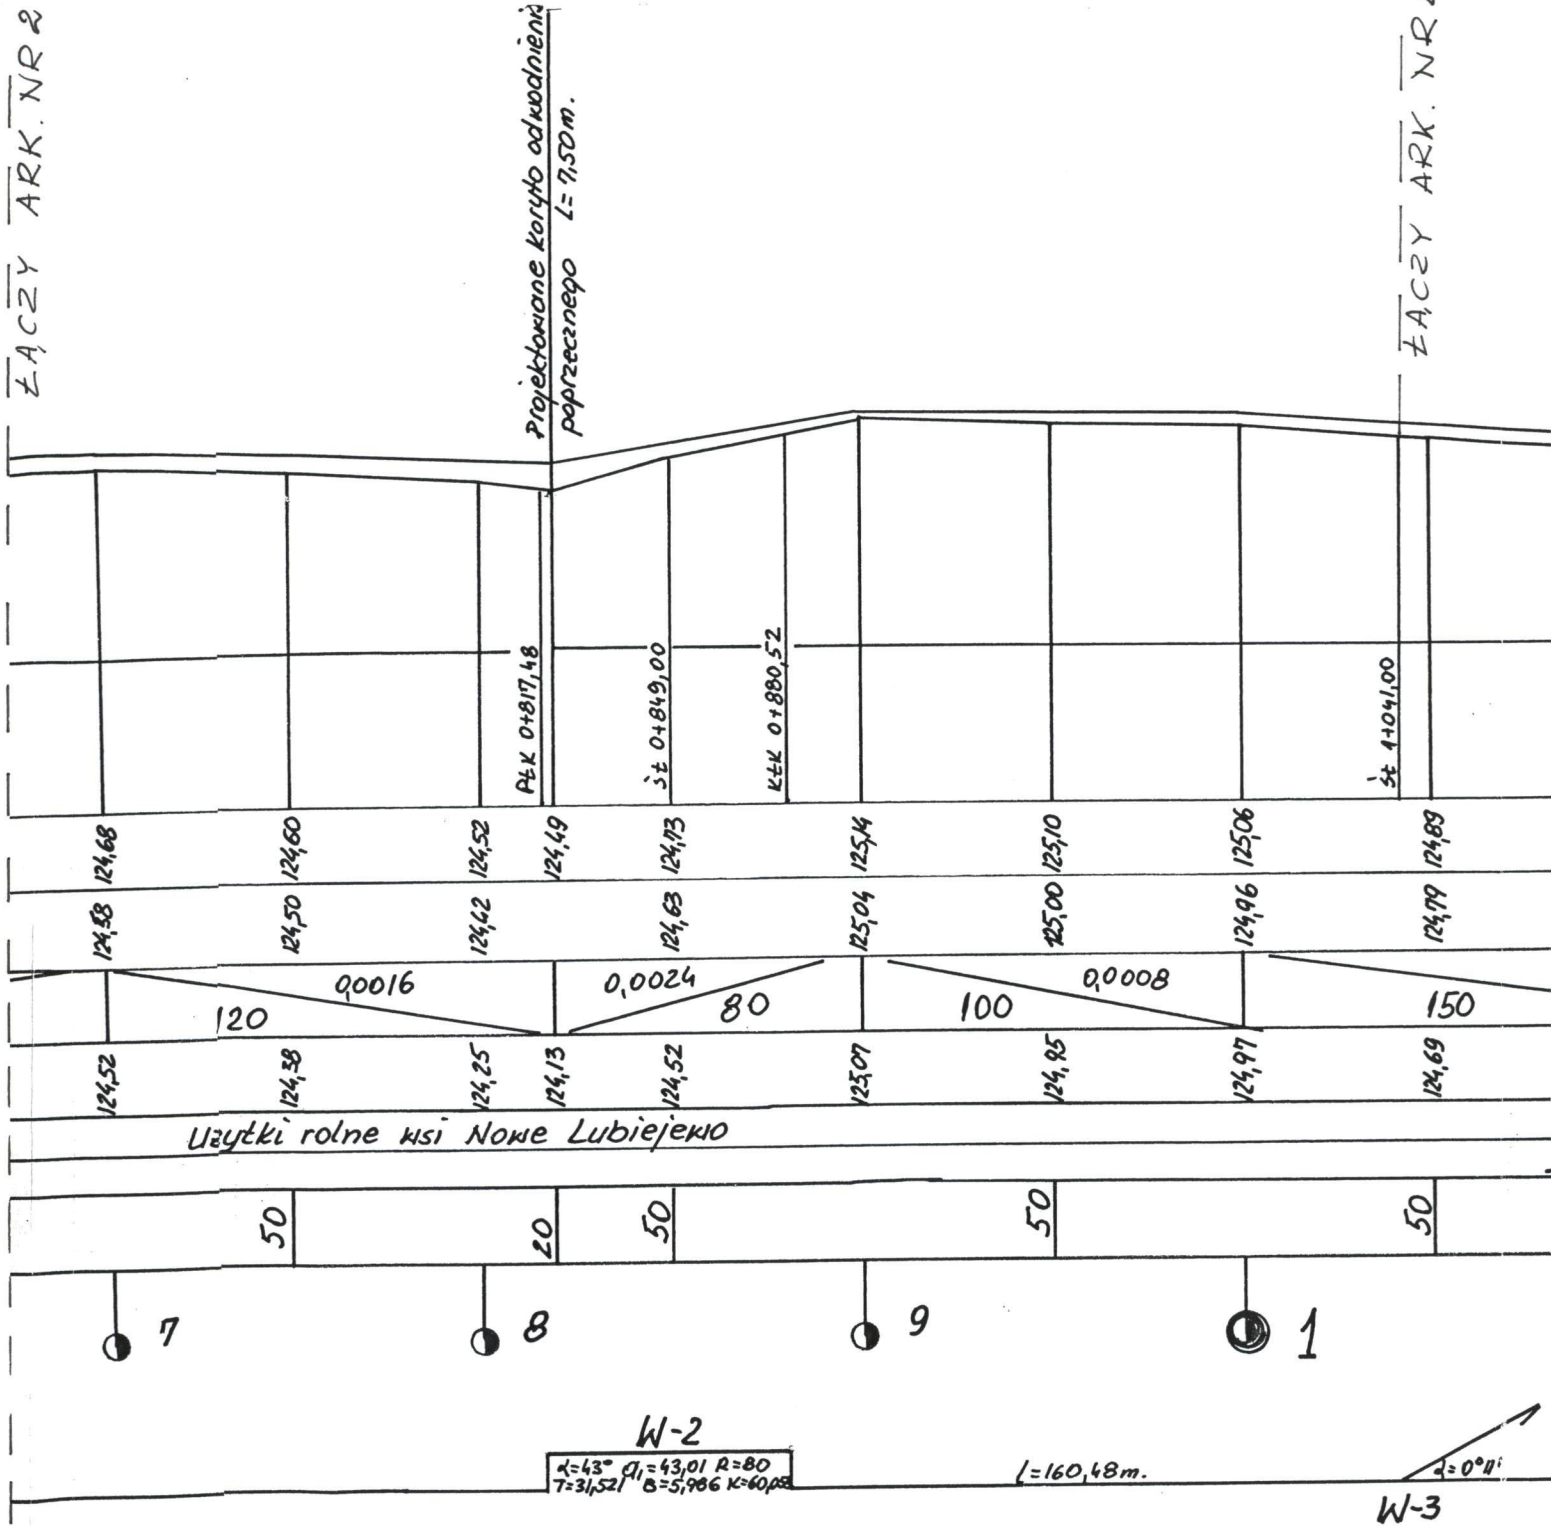 ŁĄCZY ARK. NR 2
Projektowane koryto odwodnienia
poprzecznego L= 7,50m.
ŁĄCZY ARK. NR
PŁK 0+817,48
śŁ 0+849,00
KŁK 0+880,52
śŁ 1+041,00
124,68 124,60 124,52 124,49 124,73 125,14 125,10 125,06 124,89
124,58 124,50 124,42 124,63 125,04 125,00 124,96 124,79
0,0016 0,0024 0,0008
120 80 100 150
124,52 124,38 124,25 124,13 124,52 125,07 124,95 124,97 124,69
Użytki rolne wsi Nowe Lubiejewo
50 20 50 50 50
7 8 9 1
W-2
α=43° R=80
T=31,521 B=5,986
L=160,48m.
W-3